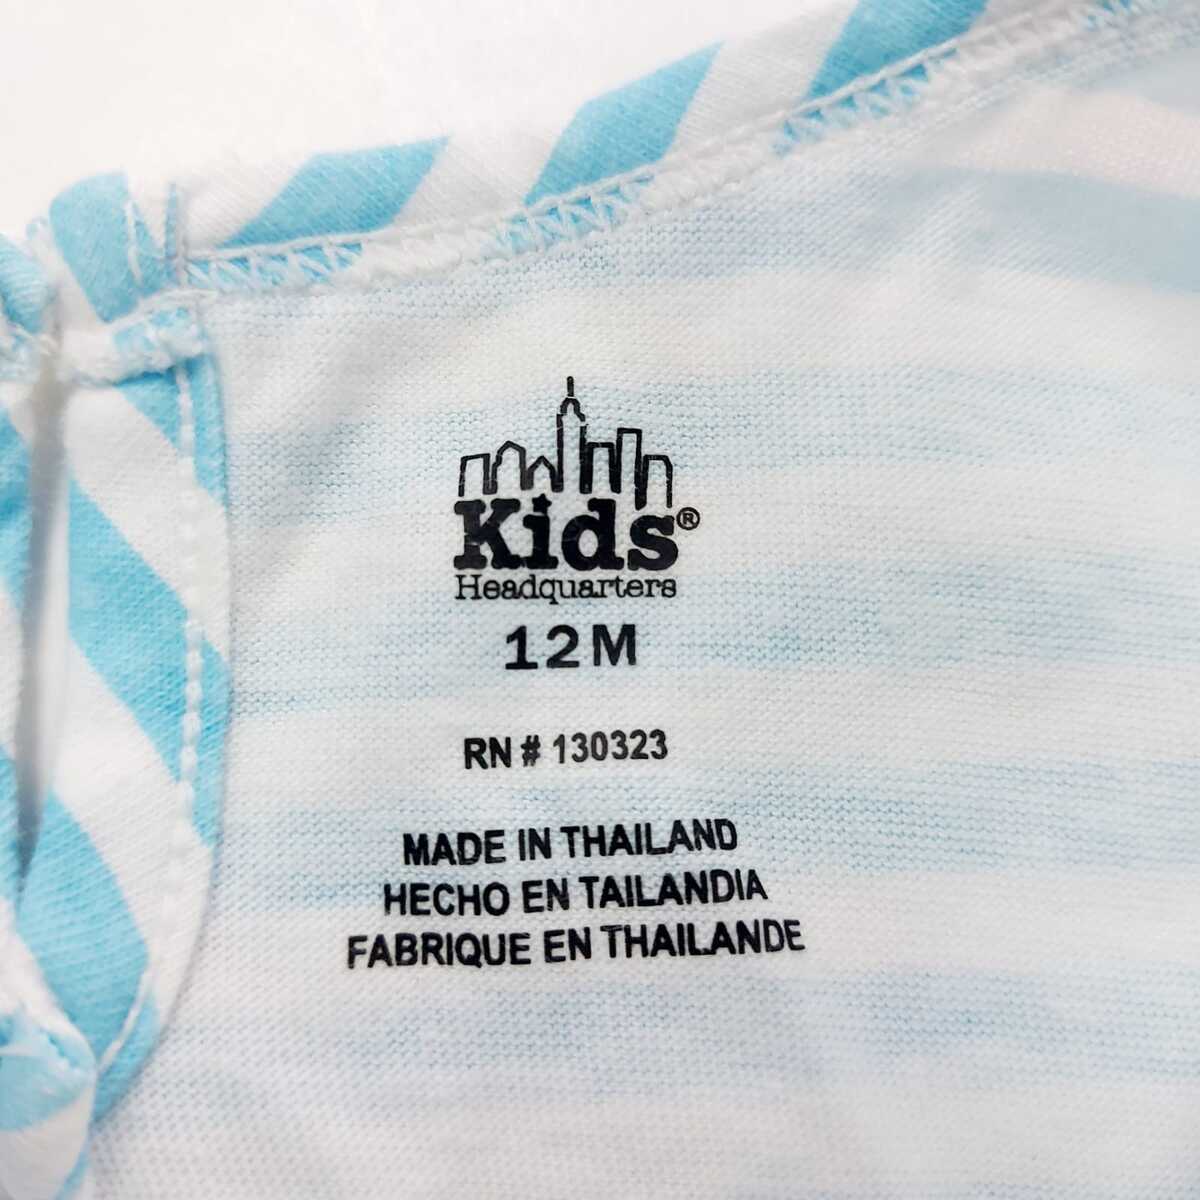 Kids®
Headquarters
12M
RN # 130323
MADE IN THAILAND
HECHO EN TAILANDIA
FABRIQUE EN THAILANDE